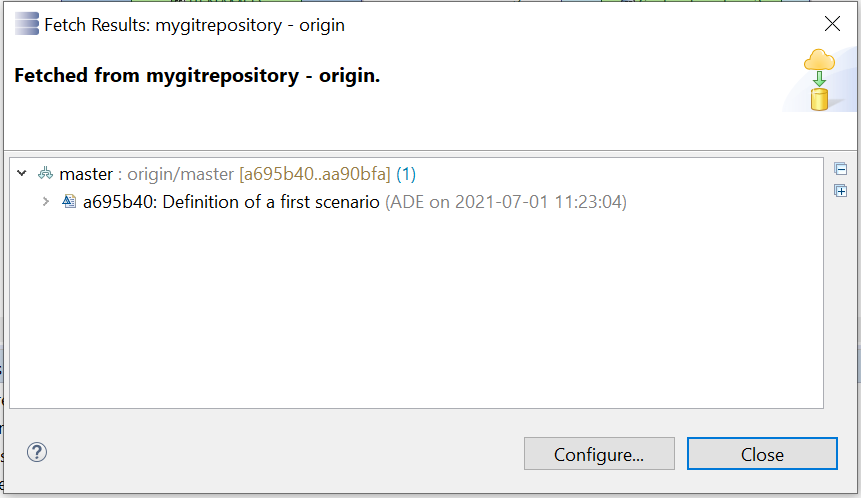 Fetch Results: mygitrepository - origin
Fetched from mygitrepository - origin.
master : origin/master [a695b40..aa90bfa] (1)
a695b40: Definition of a first scenario (ADE on 2021-07-01 11:23:04)
Configure...
Close